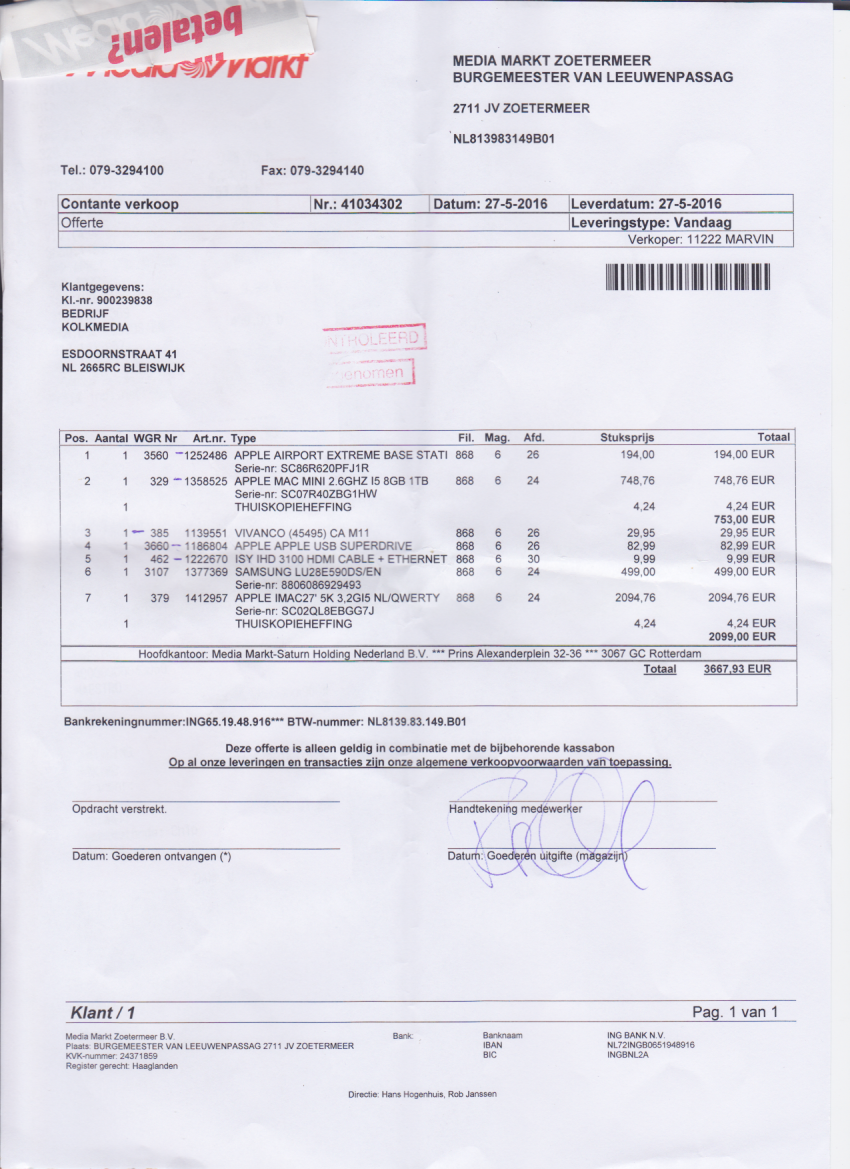 betalen?
Media Markt
MEDIA MARKT ZOETERMEER
BURGEMEESTER VAN LEEUWENPASSAG
2711 JV ZOETERMEER
NL813983149B01
Tel.: 079-3294100 Fax: 079-3294140
Contante verkoop Nr.: 41034302 Datum: 27-5-2016 Leverdatum: 27-5-2016
Offerte Leveringstype: Vandaag
Verkoper: 11222 MARVIN
Klantgegevens:
Kl.-nr. 900239838
BEDRIJF
KOLKMEDIA
ESDOORNSTRAAT 41
NL 2665RC BLEISWIJK
NTROLEERD
enomen
Pos. Aantal WGR Nr Art.nr. Type Fil. Mag. Afd. Stuksprijs Totaal
1 1 3560 1252486 APPLE AIRPORT EXTREME BASE STATI 868 6 26 194,00 194,00 EUR
Serie-nr: SC86R620PFJ1R
2 1 329 1358525 APPLE MAC MINI 2.6GHZ I5 8GB 1TB 868 6 24 748,76 748,76 EUR
Serie-nr: SC07R40ZBG1HW
1 THUISKOPIEHEFFING 4,24 4,24 EUR
753,00 EUR
3 1 385 1139551 VIVANCO (45495) CA M11 868 6 26 29,95 29,95 EUR
4 1 3660 1186804 APPLE APPLE USB SUPERDRIVE 868 6 26 82,99 82,99 EUR
5 1 462 1222670 ISY IHD 3100 HDMI CABLE + ETHERNET 868 6 30 9,99 9,99 EUR
6 1 3107 1377369 SAMSUNG LU28E590DS/EN 868 6 24 499,00 499,00 EUR
Serie-nr: 8806086929493
7 1 379 1412957 APPLE IMAC27' 5K 3,2GI5 NL/QWERTY 868 6 24 2094,76 2094,76 EUR
Serie-nr: SC02QL8EBGG7J
1 THUISKOPIEHEFFING 4,24 4,24 EUR
2099,00 EUR
Hoofdkantoor: Media Markt-Saturn Holding Nederland B.V. *** Prins Alexanderplein 32-36 *** 3067 GC Rotterdam
Totaal 3667,93 EUR
Bankrekeningnummer:ING65.19.48.916*** BTW-nummer: NL8139.83.149.B01
Deze offerte is alleen geldig in combinatie met de bijbehorende kassabon
Op al onze leveringen en transacties zijn onze algemene verkoopvoorwaarden van toepassing.
Opdracht verstrekt. Handtekening medewerker
Datum: Goederen ontvangen (*) Datum: Goederen uitgifte (magazijn)
Klant / 1 Pag. 1 van 1
Media Markt Zoetermeer B.V. Bank: Banknaam ING BANK N.V.
Plaats: BURGEMEESTER VAN LEEUWENPASSAG 2711 JV ZOETERMEER IBAN NL72INGB0651948916
KVK-nummer: 24371859 BIC INGBNL2A
Register gerecht: Haaglanden
Directie: Hans Hogenhuis, Rob Janssen